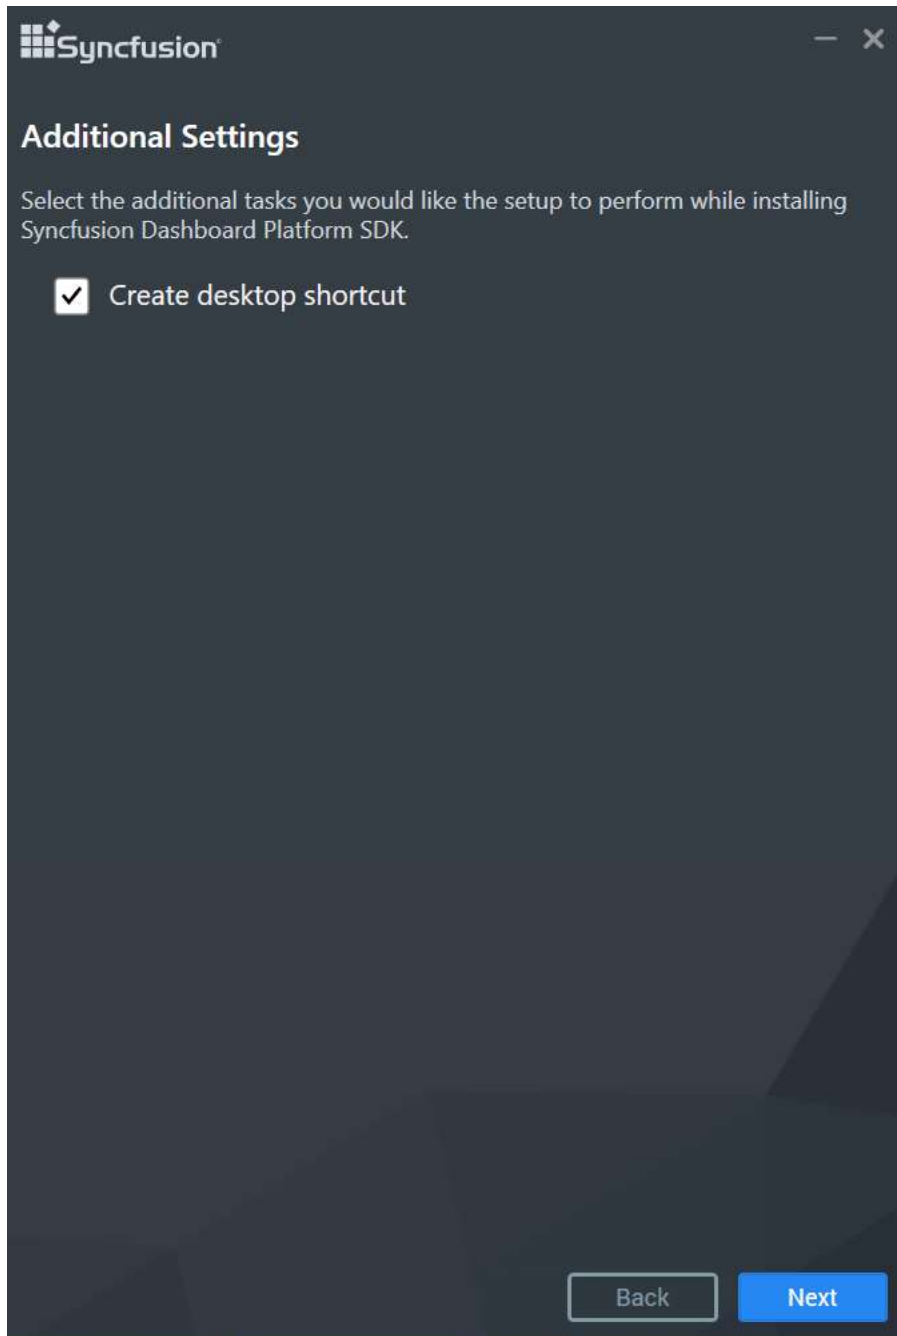 Syncfusion
Additional Settings
Select the additional tasks you would like the setup to perform while installing
Syncfusion Dashboard Platform SDK.
Create desktop shortcut
Back
Next